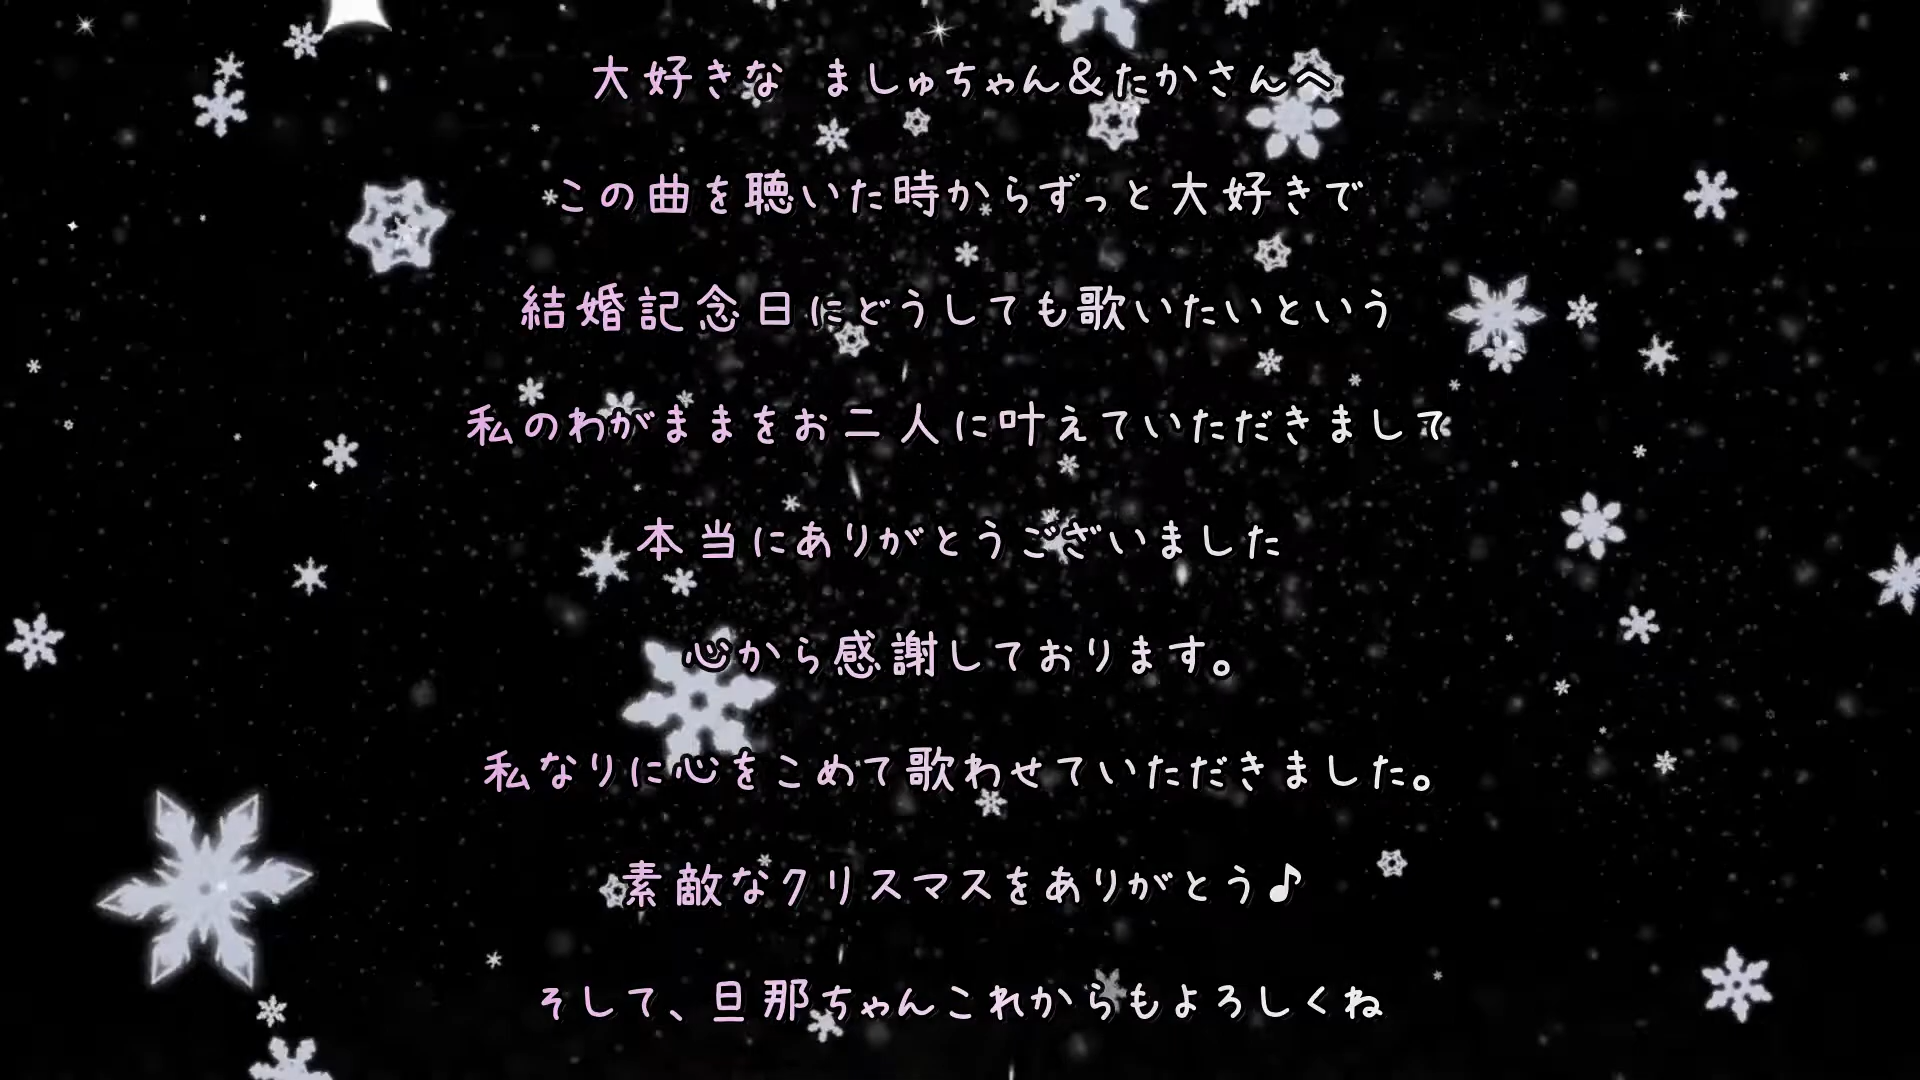 大好きな　ましゅちゃん&たかさんへ
この曲を聴いた時からずっと大好きで
結婚記念日にどうしても歌いたいという
私のわがままをお二人に叶えていただきまして
本当にありがとうございました
心から感謝しております。
私なりに心をこめて歌わせていただきました。
素敵なクリスマスをありがとう♪
そして、旦那ちゃんこれからもよろしくね